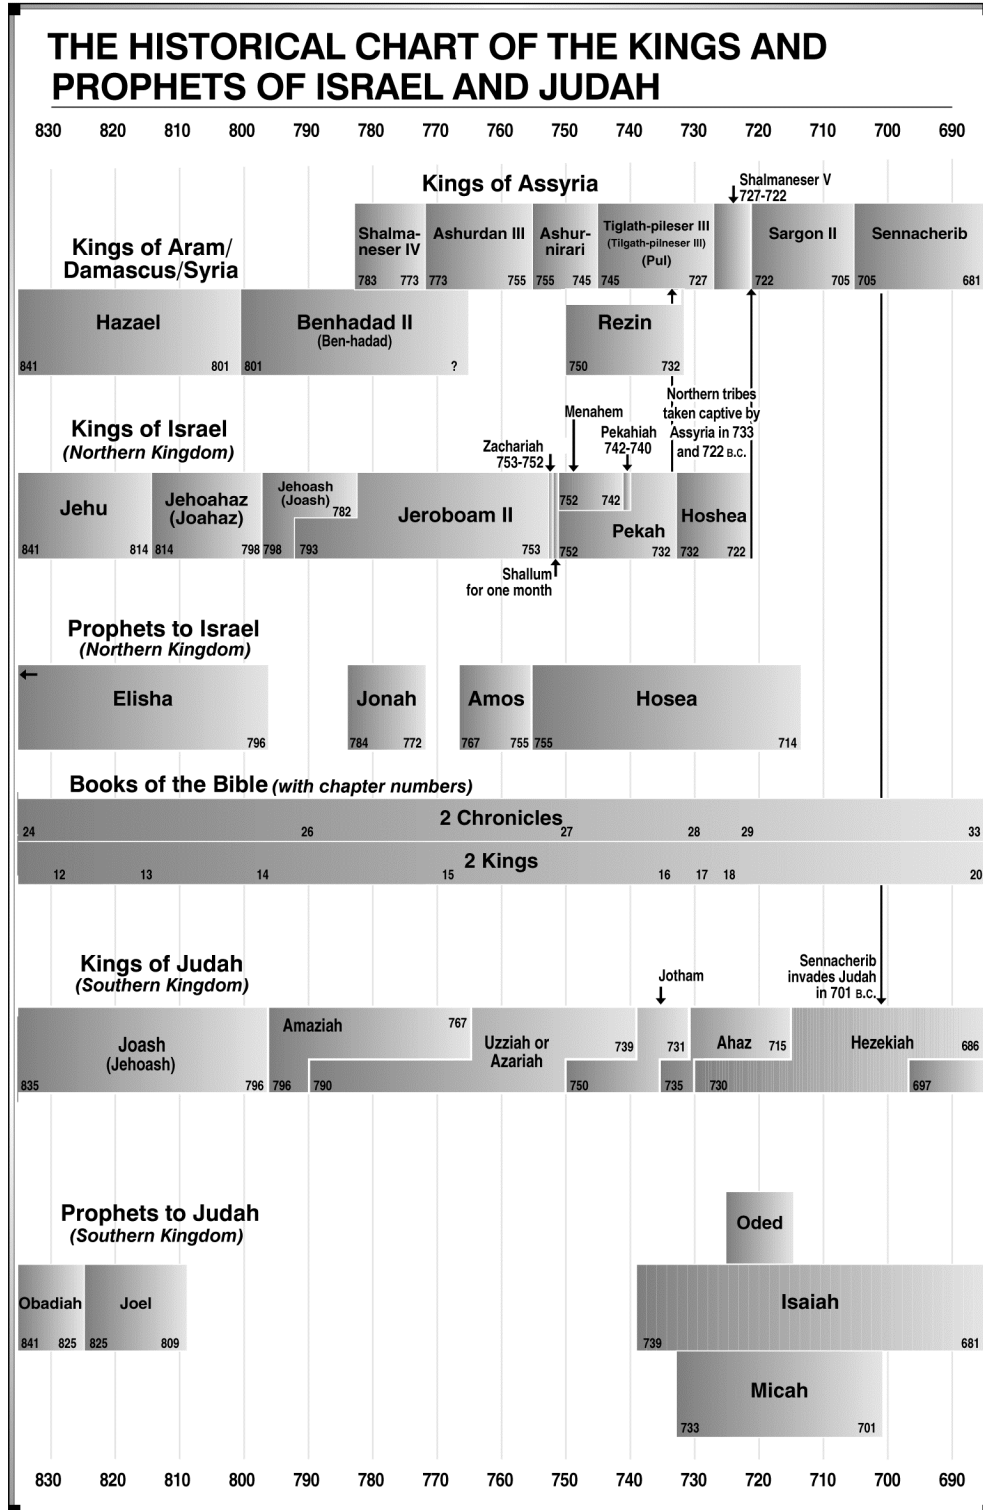 THE HISTORICAL CHART OF THE KINGS AND
PROPHETS OF ISRAEL AND JUDAH
830 820 810 800 790 780 770 760 750 740 730 720 710 700 690
Kings of Assyria
Shalmaneser V
727-722
Shalma-
neser IV
783 773
Ashurdan III
773 755
Ashur-
nirari
755 745
Tiglath-pileser III
(Tilgath-pilneser III)
(Pul)
745 727
Sargon II
722 705
Sennacherib
705 681
Kings of Aram/
Damascus/Syria
Hazael
841 801
Benhadad II
(Ben-hadad)
801 ?
Rezin
750 732
Northern tribes
taken captive by
Assyria in 733
and 722 B.C.
Kings of Israel
(Northern Kingdom)
Zachariah
753-752
Menahem
Pekahiah
742-740
Jehu
841 814
Jehoahaz
(Joahaz)
814 798
Jehoash
(Joash)
782
798
Jeroboam II
793 753
752 742
Pekah
752 732
Hoshea
732 722
Shallum
for one month
Prophets to Israel
(Northern Kingdom)
Elisha
796
Jonah
784 772
Amos
767 755
Hosea
755 714
Books of the Bible (with chapter numbers)
2 Chronicles
24 26 27 28 29 33
2 Kings
12 13 14 15 16 17 18 20
Kings of Judah
(Southern Kingdom)
Jotham
Sennacherib
invades Judah
in 701 B.C.
Joash
(Jehoash)
835 796
Amaziah
767
796
Uzziah or
Azariah
739
790
731
750
735
Ahaz
715
730
Hezekiah
686
697
Prophets to Judah
(Southern Kingdom)
Oded
Obadiah
841 825
Joel
825 809
Isaiah
739 681
Micah
733 701
830 820 810 800 790 780 770 760 750 740 730 720 710 700 690